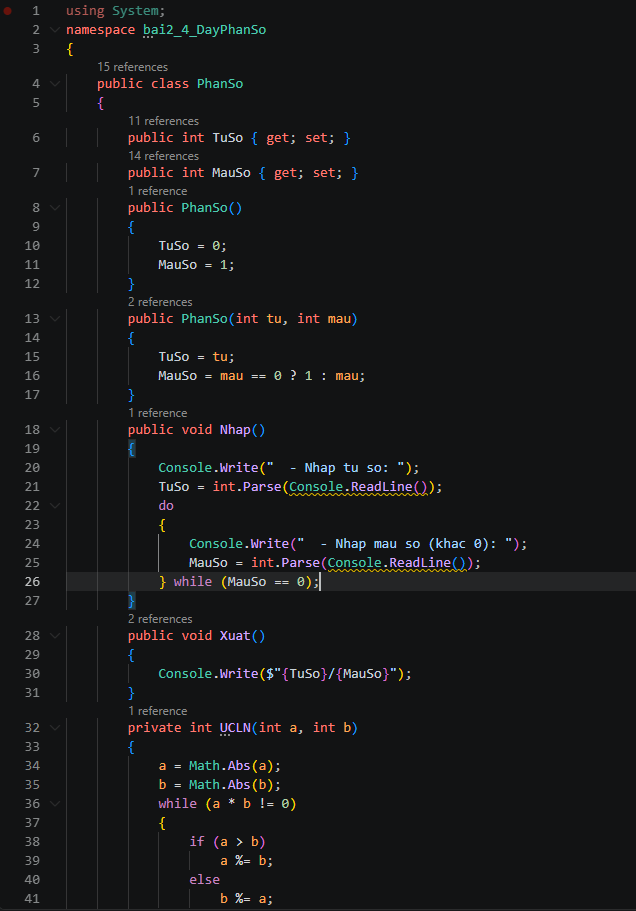 1 using System;
2 namespace bai2_4_DayPhanSo
3 {
15 references
4 public class PhanSo
5 {
11 references
6 public int TuSo { get; set; }
14 references
7 public int MauSo { get; set; }
1 reference
8 public PhanSo()
9 {
10 TuSo = 0;
11 MauSo = 1;
12 }
2 references
13 public PhanSo(int tu, int mau)
14 {
15 TuSo = tu;
16 MauSo = mau == 0 ? 1 : mau;
17 }
1 reference
18 public void Nhap()
19 {
20 Console.Write("  - Nhap tu so: ");
21 TuSo = int.Parse(Console.ReadLine());
22 do
23 {
24 Console.Write("  - Nhap mau so (khac 0): ");
25 MauSo = int.Parse(Console.ReadLine());
26 } while (MauSo == 0);
27 }
2 references
28 public void Xuat()
29 {
30 Console.Write($"{TuSo}/{MauSo}");
31 }
1 reference
32 private int UCLN(int a, int b)
33 {
34 a = Math.Abs(a);
35 b = Math.Abs(b);
36 while (a * b != 0)
37 {
38 if (a > b)
39 a %= b;
40 else
41 b %= a;